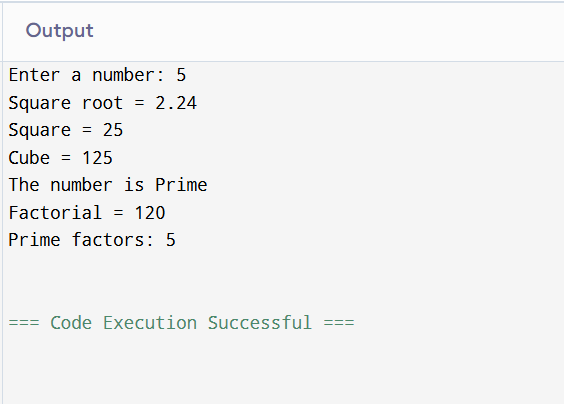 Output
Enter a number: 5
Square root = 2.24
Square = 25
Cube = 125
The number is Prime
Factorial = 120
Prime factors: 5
=== Code Execution Successful ===